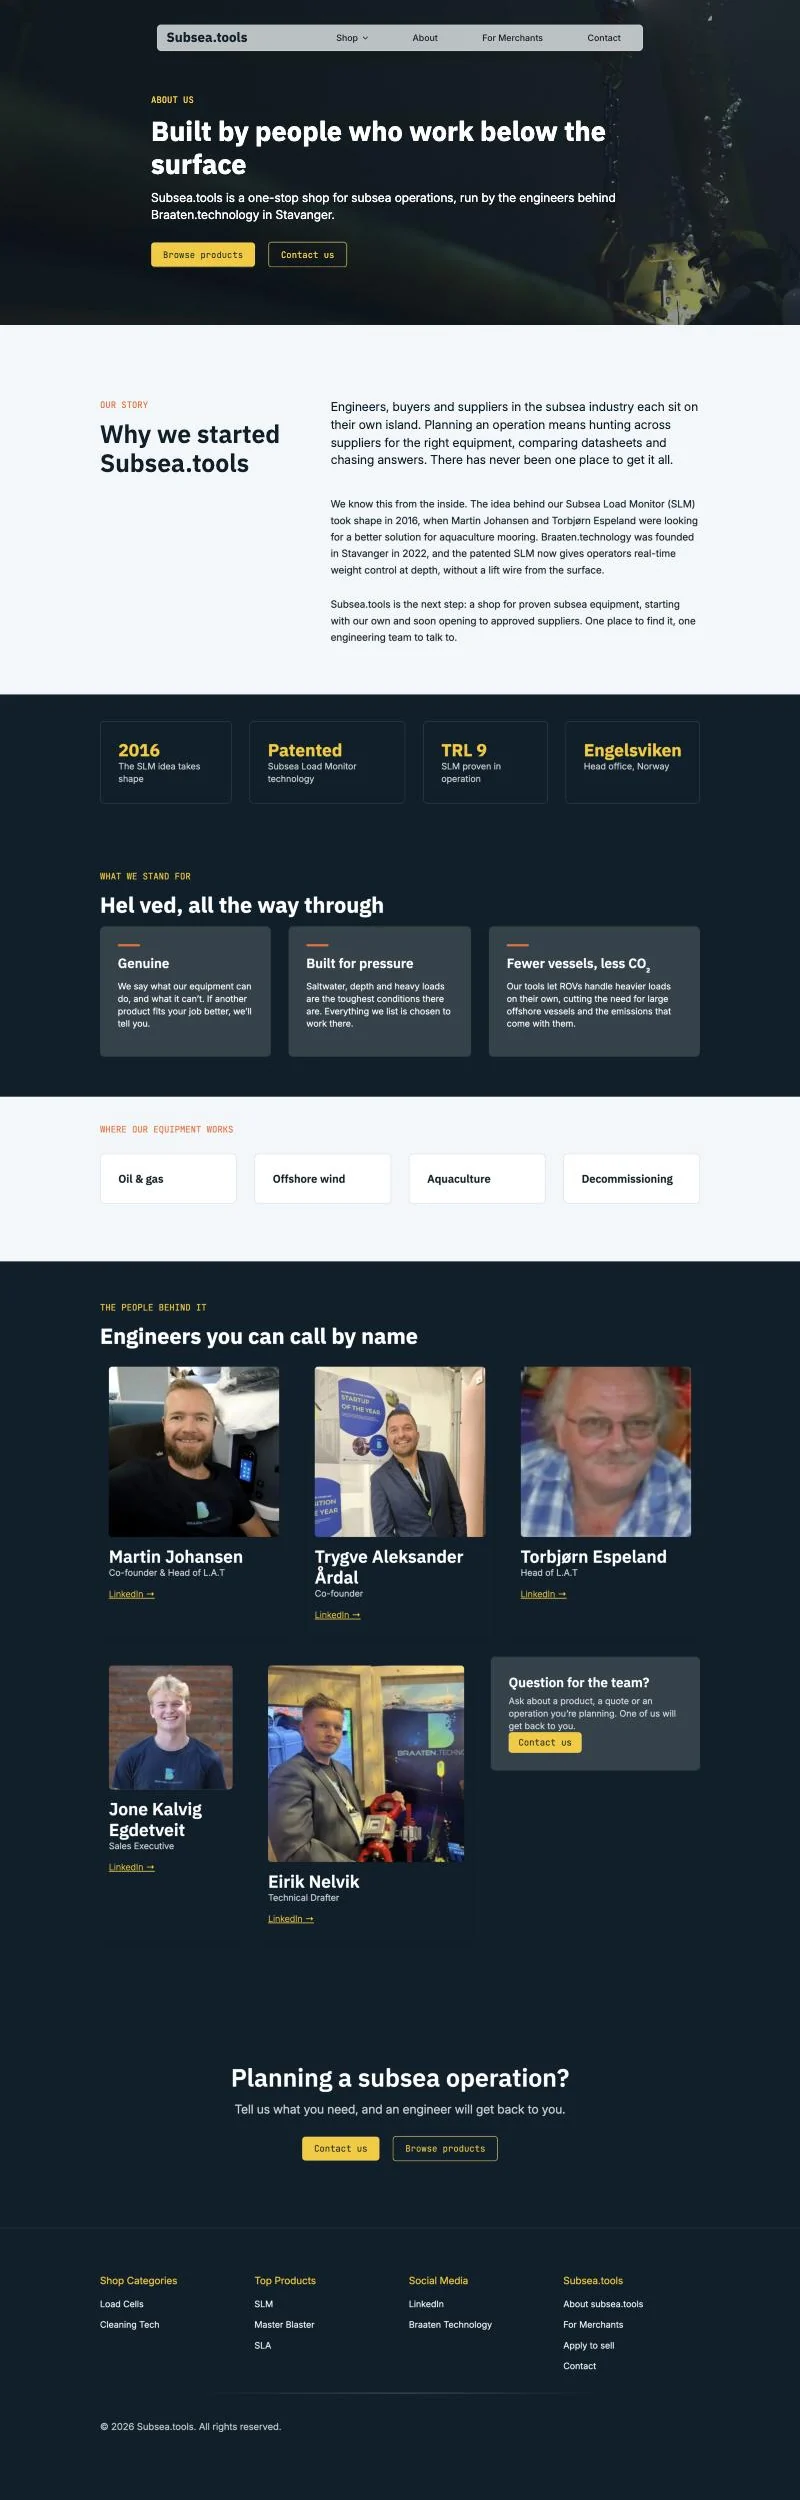 Subsea.tools
Shop
About
For Merchants
Contact
ABOUT US
Built by people who work below the
surface
Subsea.tools is a one-stop shop for subsea operations, run by the engineers behind
Braaten.technology in Stavanger.
Browse products
Contact us
OUR STORY
Why we started
Subsea.tools
Engineers, buyers and suppliers in the subsea industry each sit on
their own island. Planning an operation means hunting across
suppliers for the right equipment, comparing datasheets and
chasing answers. There has never been one place to get it all.
We know this from the inside. The idea behind our Subsea Load Monitor (SLM)
took shape in 2016, when Martin Johansen and Torbjørn Espeland were looking
for a better solution for aquaculture mooring. Braaten.technology was founded
in Stavanger in 2022, and the patented SLM now gives operators real-time
weight control at depth, without a lift wire from the surface.
Subsea.tools is the next step: a shop for proven subsea equipment, starting
with our own and soon opening to approved suppliers. One place to find it, one
engineering team to talk to.
2016
The SLM idea takes
shape
Patented
Subsea Load Monitor
technology
TRL 9
SLM proven in
operation
Engelsviken
Head office, Norway
WHAT WE STAND FOR
Hel ved, all the way through
Genuine
We say what our equipment can
do, and what it can't. If another
product fits your job better, we'll
tell you.
Built for pressure
Saltwater, depth and heavy loads
are the toughest conditions there
are. Everything we list is chosen to
work there.
Fewer vessels, less CO₂
Our tools let ROVs handle heavier loads
on their own, cutting the need for large
offshore vessels and the emissions that
come with them.
WHERE OUR EQUIPMENT WORKS
Oil & gas
Offshore wind
Aquaculture
Decommissioning
THE PEOPLE BEHIND IT
Engineers you can call by name
STARTUP
OF THE YEAR
E YEAR
Martin Johansen
Co-founder & Head of L.A.T
LinkedIn →
Trygve Aleksander
Årdal
Co-founder
LinkedIn →
Torbjørn Espeland
Head of L.A.T
LinkedIn →
BRAATEN.TECHNO
Jone Kalvig
Egdetveit
Sales Executive
LinkedIn →
Eirik Nelvik
Technical Drafter
LinkedIn →
Question for the team?
Ask about a product, a quote or an
operation you're planning. One of us will
get back to you.
Contact us
Planning a subsea operation?
Tell us what you need, and an engineer will get back to you.
Contact us
Browse products
Shop Categories
Load Cells
Cleaning Tech
Top Products
SLM
Master Blaster
SLA
Social Media
LinkedIn
Braaten Technology
Subsea.tools
About subsea.tools
For Merchants
Apply to sell
Contact
© 2026 Subsea.tools. All rights reserved.